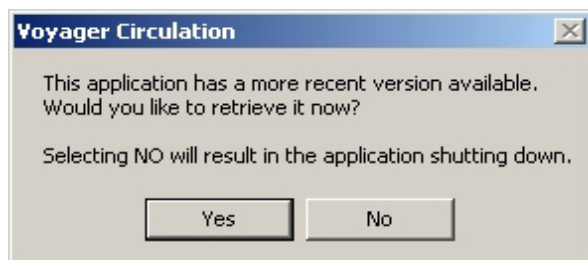 Voyager Circulation
This application has a more recent version available.
Would you like to retrieve it now?
Selecting NO will result in the application shutting down.
Yes
No